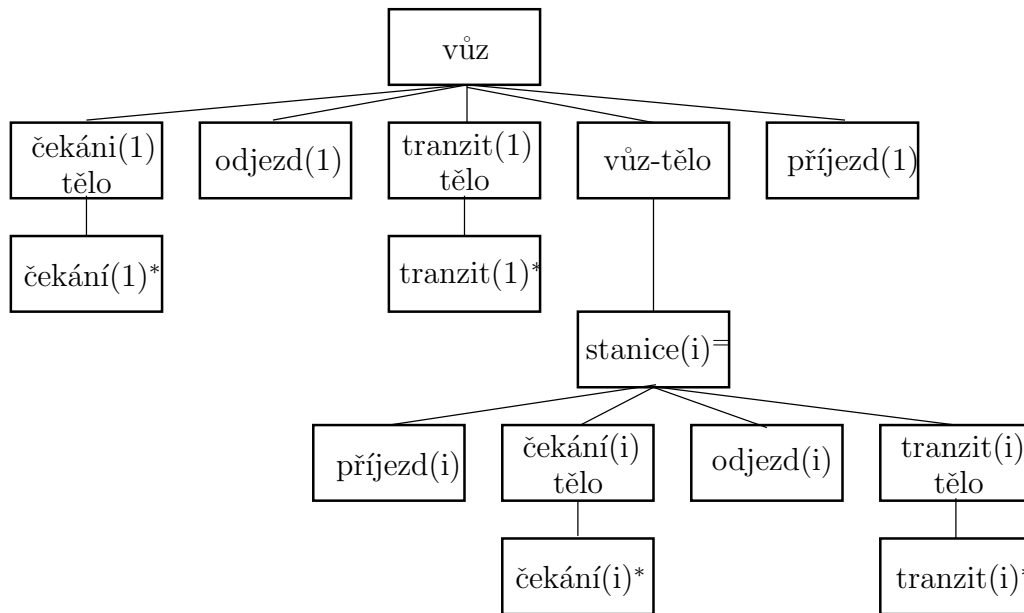 vůz
čekáni(1)
tělo
odjezd(1)
tranzit(1)
tělo
vůz-tělo
příjezd(1)
čekání(1)*
tranzit(1)*
stanice(i)=
příjezd(i)
čekání(i)
tělo
odjezd(i)
tranzit(i)
tělo
čekání(i)*
tranzit(i)*